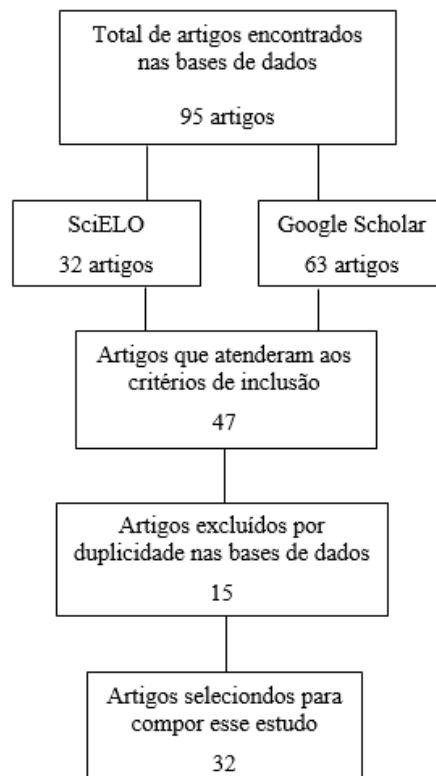 Total de artigos encontrados
nas bases de dados
95 artigos
SciELO
32 artigos
Google Scholar
63 artigos
Artigos que atenderam aos
critérios de inclusão
47
Artigos excluídos por
duplicidade nas bases de dados
15
Artigos seleciondos para
compor esse estudo
32